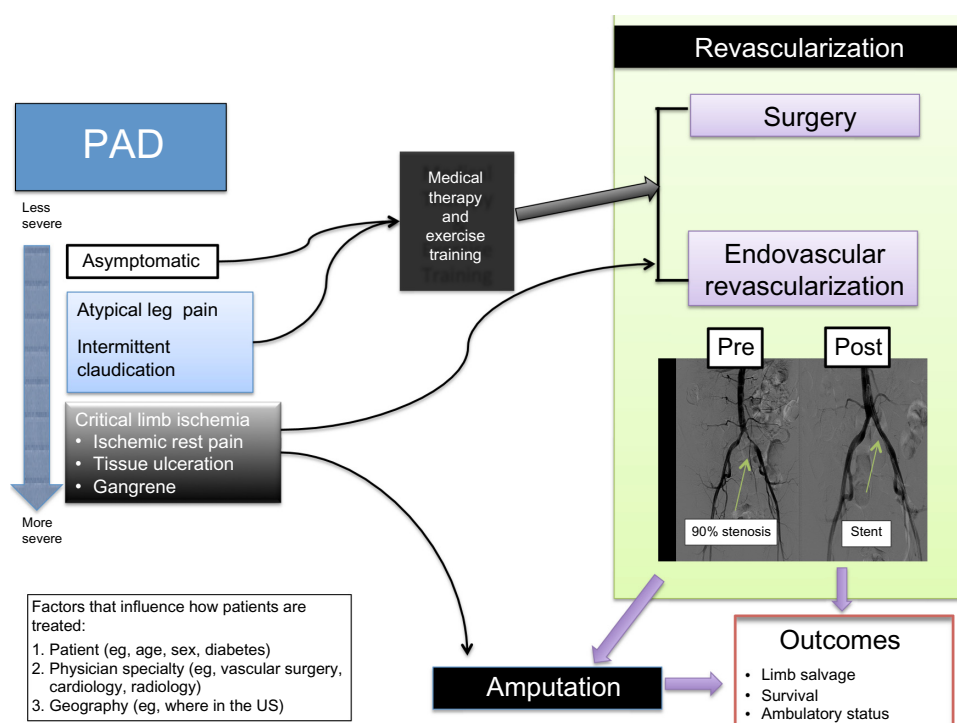 PAD
Less
severe
Asymptomatic
Atypical leg pain
Intermittent
claudication
Critical limb ischemia
• Ischemic rest pain
• Tissue ulceration
• Gangrene
More
severe
Medical
therapy
and
exercise
training
Revascularization
Surgery
Endovascular
revascularization
Pre
Post
90% stenosis
Stent
Factors that influence how patients are
treated:
1. Patient (eg, age, sex, diabetes)
2. Physician specialty (eg, vascular surgery,
cardiology, radiology)
3. Geography (eg, where in the US)
Amputation
Outcomes
• Limb salvage
• Survival
• Ambulatory status